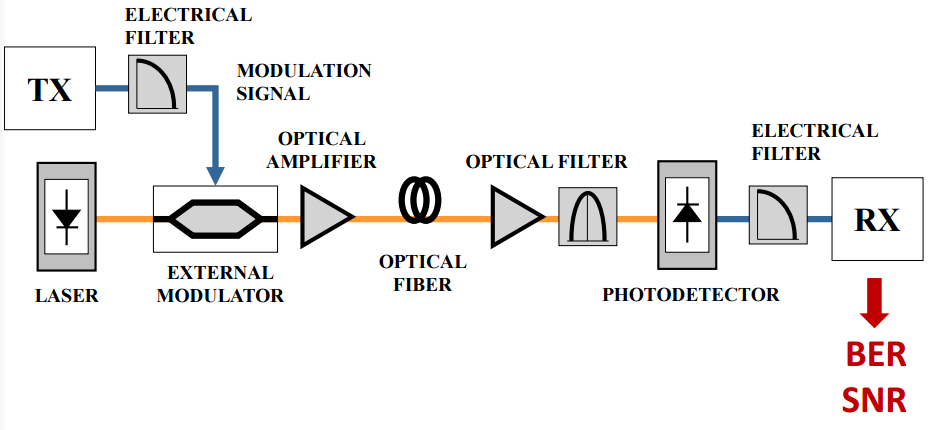 ELECTRICAL
FILTER
TX
MODULATION
SIGNAL
OPTICAL
AMPLIFIER
OPTICAL FILTER
ELECTRICAL
FILTER
RX
LASER
EXTERNAL
MODULATOR
OPTICAL
FIBER
PHOTODETECTOR
BER
SNR